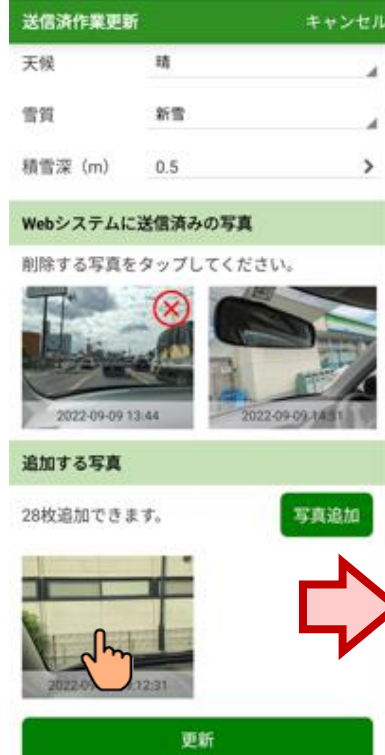 送信済作業更新 キャンセル
天候 晴
雪質 新雪
積雪深（m） 0.5
Webシステムに送信済みの写真
削除する写真をタップしてください。
2022-09-09 13:44 2022-09-09 14:31
追加する写真
28枚追加できます。 写真追加
12:31
更新